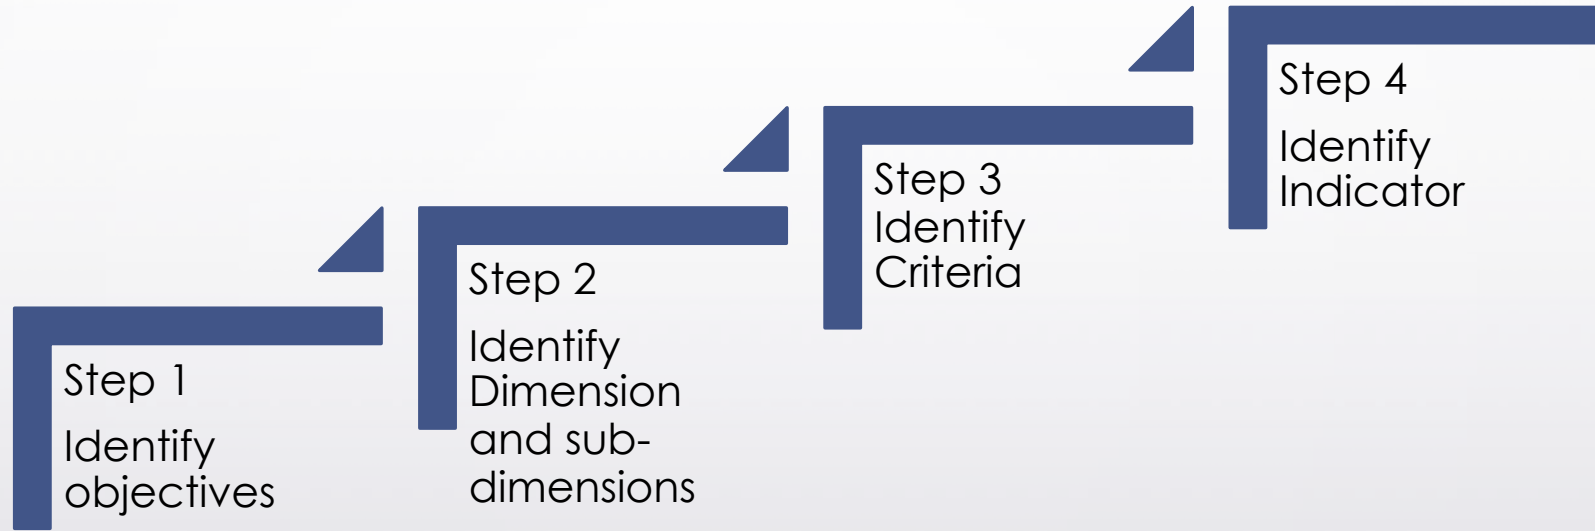 Step 1
Identify
objectives
Step 2
Identify
Dimension
and sub-
dimensions
Step 3
Identify
Criteria
Step 4
Identify
Indicator